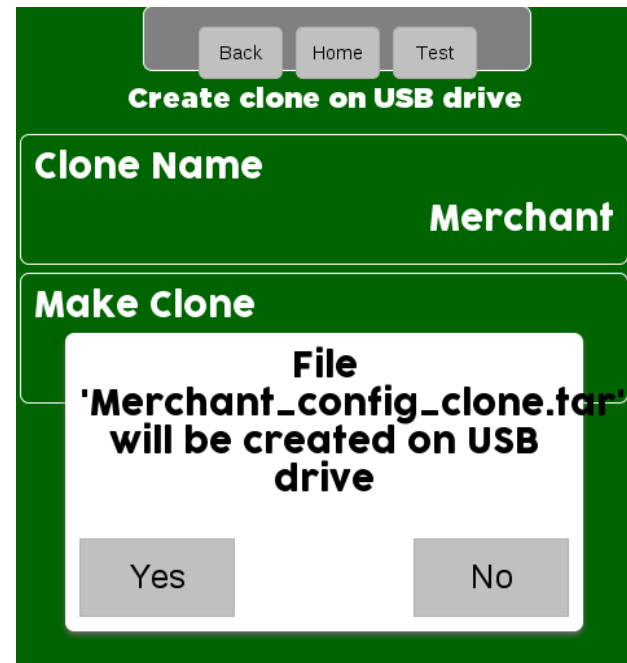 Back Home Test
Create clone on USB drive
Clone Name
Merchant
Make Clone
File
'Merchant_config_clone.tar'
will be created on USB
drive
Yes No